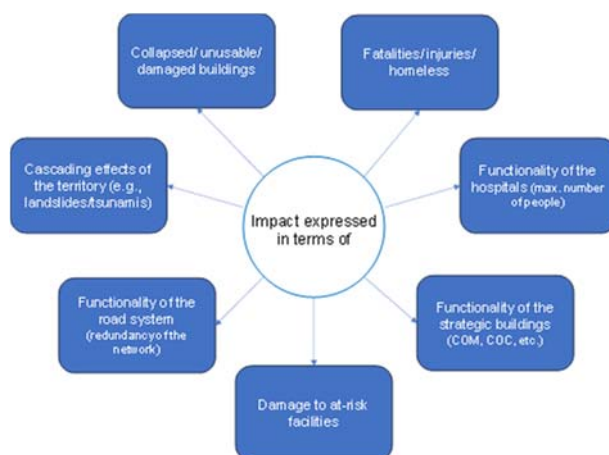 Collapsed/ unusable/
damaged buildings
Fatalities/injuries/
homeless
Cascading effects of
the territory (e.g.,
landslides/tsunamis)
Functionality of the
hospitals (max. number
of people)
Impact expressed
in terms of
Functionality of the
road system
(redundancy of the
network)
Functionality of the
strategic buildings
(COM, COC, etc.)
Damage to at-risk
facilities